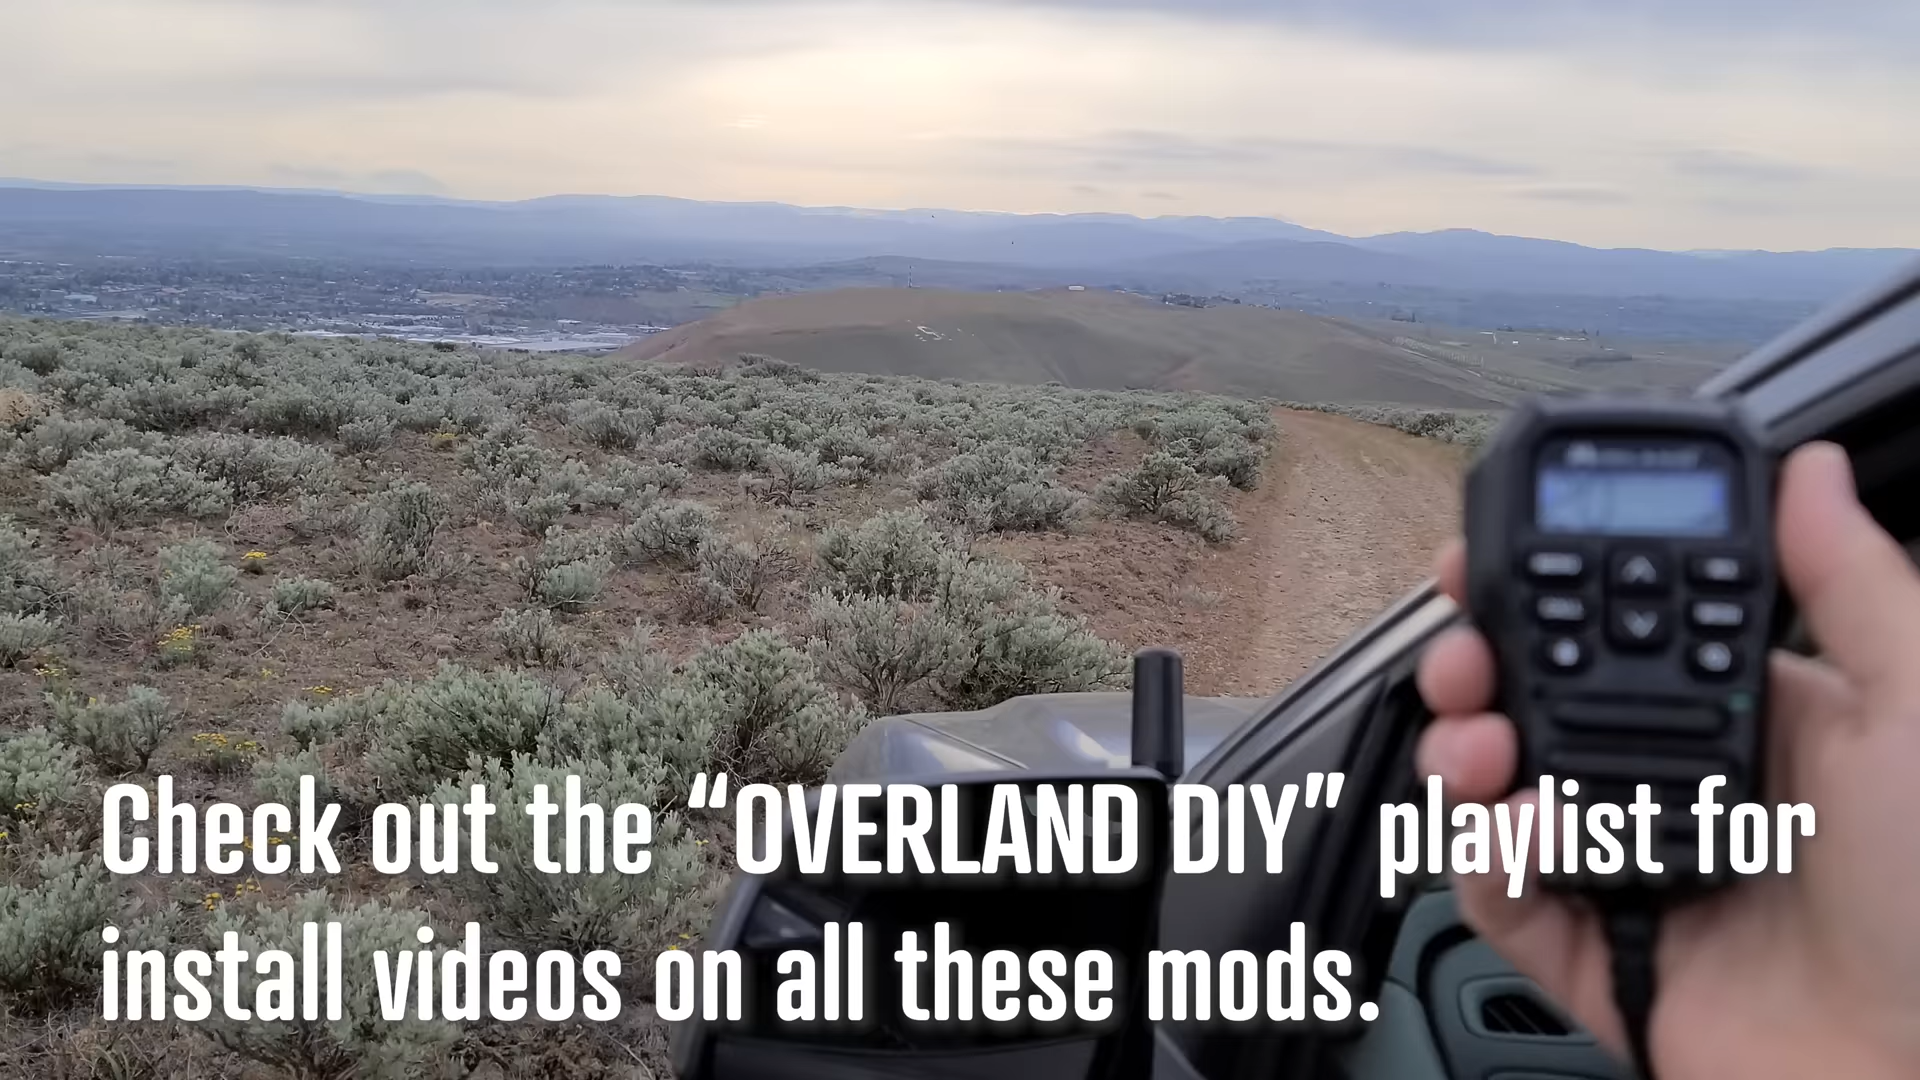 Check out the “OVERLAND DIY” playlist for
install videos on all these mods.